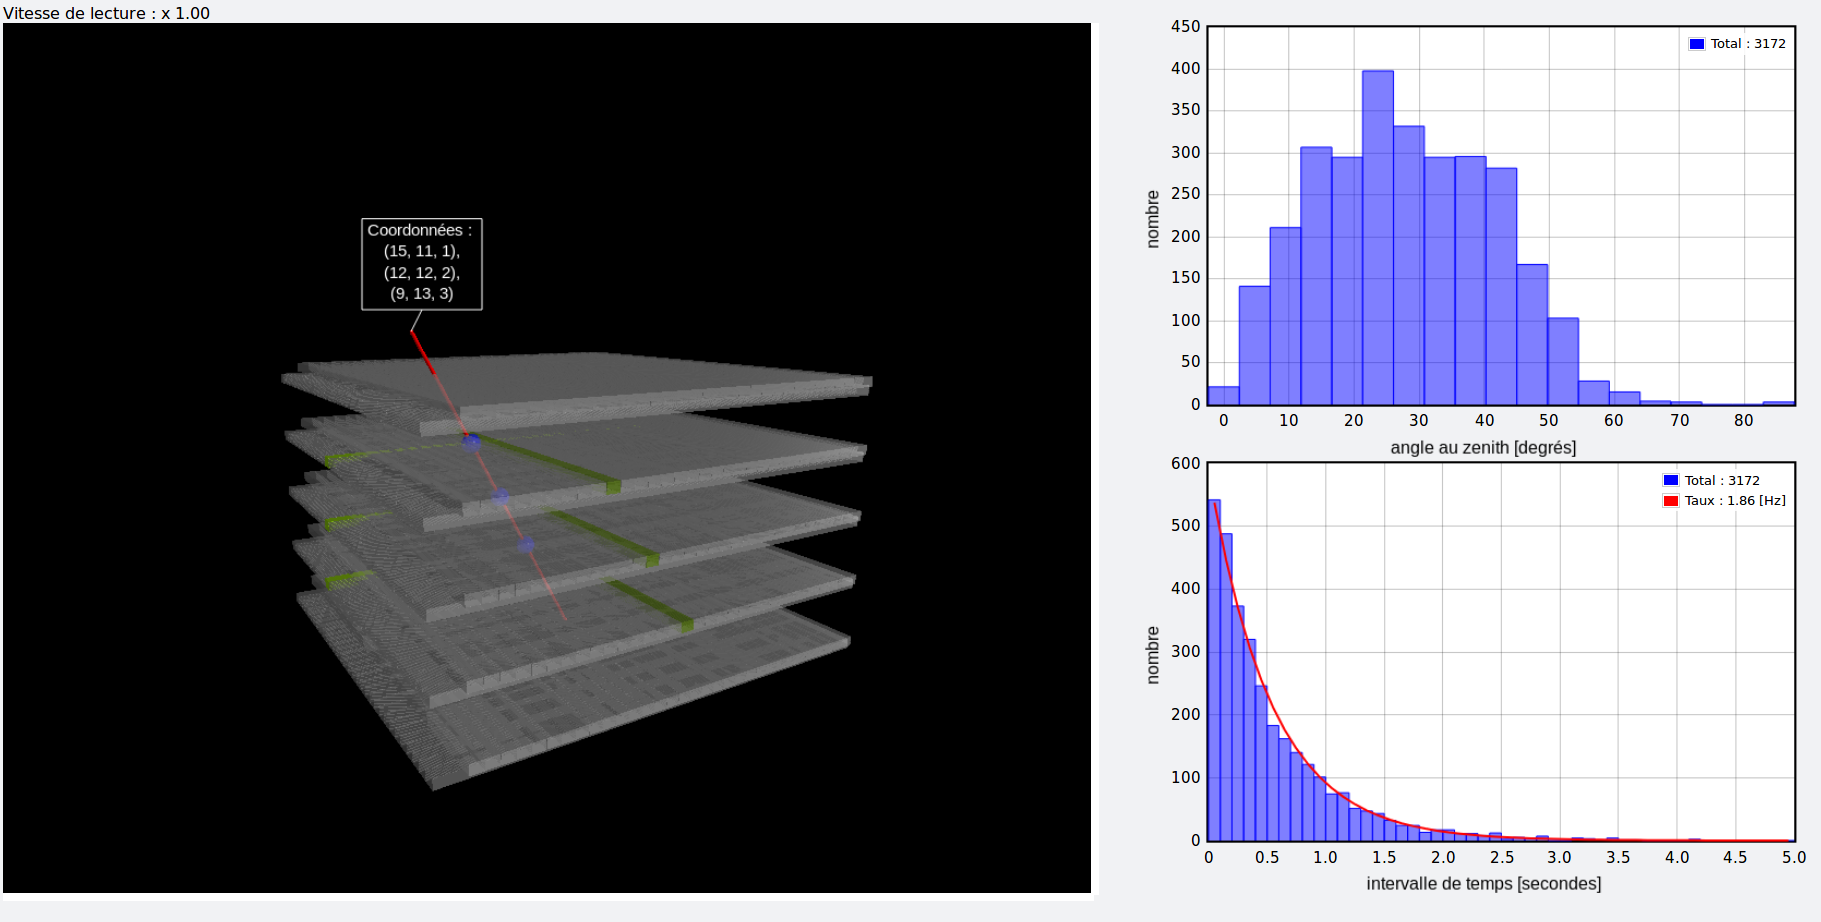 Vitesse de lecture : x 1.00
Coordonnées :
(15, 11, 1),
(12, 12, 2),
(9, 13, 3)
450
400
350
300
250
200
150
100
50
0
nombre
Total : 3172
0 10 20 30 40 50 60 70 80
angle au zenith [degrés]
600
500
400
300
200
100
0
nombre
Total : 3172
Taux : 1.86 [Hz]
0 0.5 1.0 1.5 2.0 2.5 3.0 3.5 4.0 4.5 5.0
intervalle de temps [secondes]